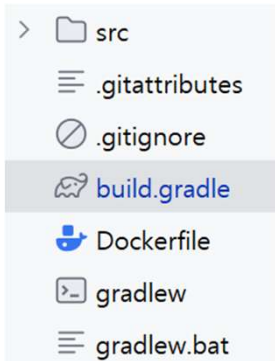 src
.gitattributes
.gitignore
build.gradle
Dockerfile
gradlew
gradlew.bat